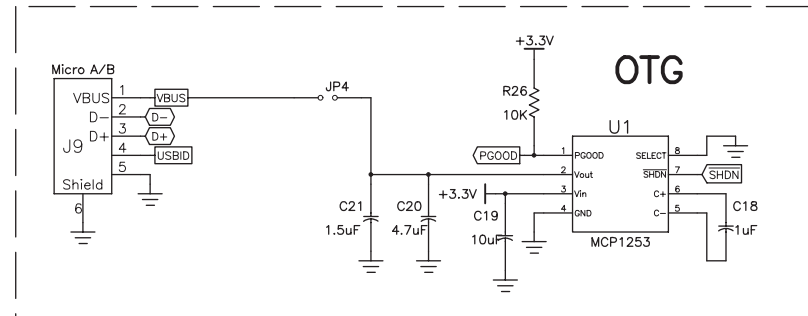 +3.3V
OTG
Micro A/B
JP4
R26
10K
VBUS 1 VBUS
D- 2 D-
D+ 3 D+
4 USBID
5
J9
Shield
6
U1
PGOOD 1 PGOOD SELECT 8
2 Vout SHDN 7 SHDN
+3.3V 3 Vin C+ 6
4 GND C- 5
MCP1253
C21
1.5uF
C20
4.7uF
C19
10uF
C18
1uF